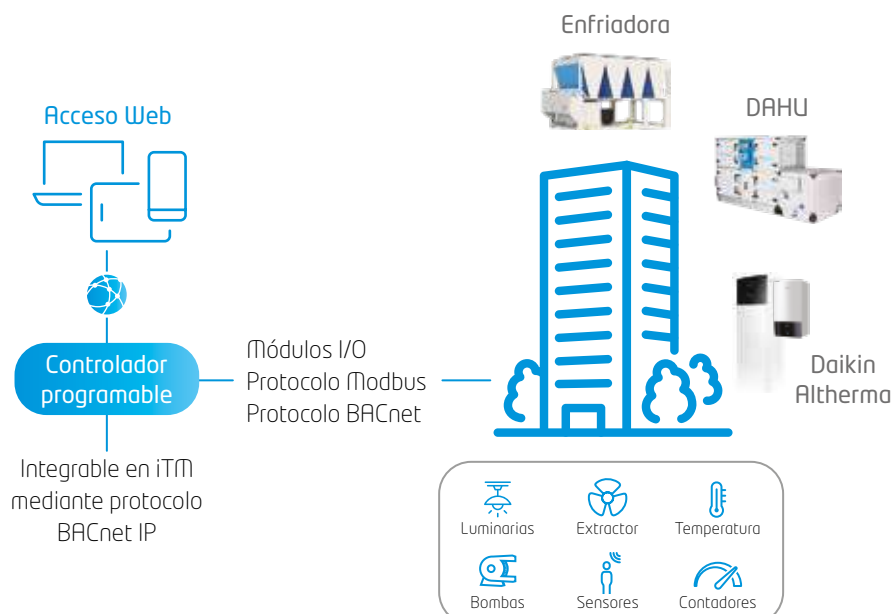 Enfriadora
Acceso Web
DAHU
Controlador
programable
Módulos I/O
Protocolo Modbus
Protocolo BACnet
Daikin
Altherma
Integrable en iTM
mediante protocolo
BACnet IP
Luminarias
Extractor
Temperatura
Bombas
Sensores
Contadores